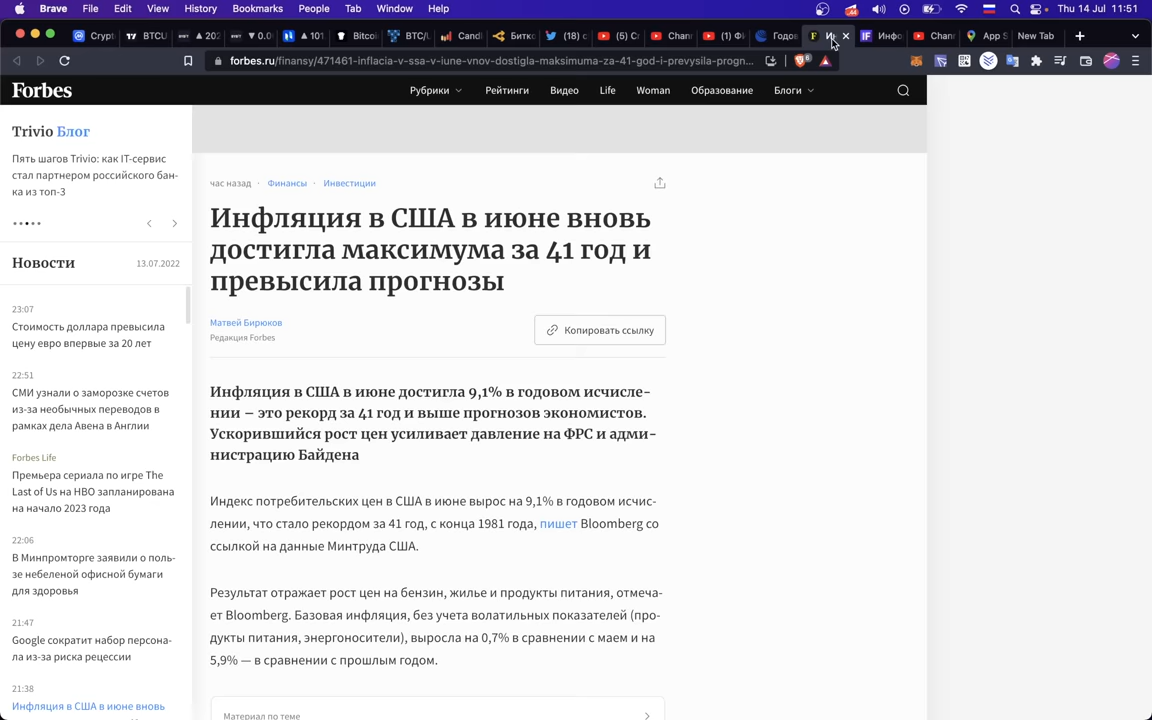 Brave File Edit View History Bookmarks People Tab Window Help
Thu 14 Jul 11:51
New Tab
forbes.ru/finansy/471461-inflacia-v-ssa-v-iune-vnov-dostigla-maksimuma-za-41-god-i-prevysila-progn...
Forbes
Рубрики Рейтинги Видео Life Woman Образование Блоги
Trivio Блог
Пять шагов Trivio: как IT-сервис
стал партнером российского бан-
ка из топ-3
Новости 13.07.2022
23:07
Стоимость доллара превысила
цену евро впервые за 20 лет
22:51
СМИ узнали о заморозке счетов
из-за необычных переводов в
рамках дела Авена в Англии
Forbes Life
Премьера сериала по игре The
Last of Us на HBO запланирована
на начало 2023 года
22:06
В Минпромторге заявили о поль-
зе небеленой офисной бумаги
для здоровья
21:47
Google сократит набор персона-
ла из-за риска рецессии
21:38
Инфляция в США в июне вновь
час назад · Финансы · Инвестиции
Инфляция в США в июне вновь
достигла максимума за 41 год и
превысила прогнозы
Матвей Бирюков
Редакция Forbes
Копировать ссылку
Инфляция в США в июне достигла 9,1% в годовом исчисле-
нии – это рекорд за 41 год и выше прогнозов экономистов.
Ускорившийся рост цен усиливает давление на ФРС и адми-
нистрацию Байдена
Индекс потребительских цен в США в июне вырос на 9,1% в годовом исчис-
лении, что стало рекордом за 41 год, с конца 1981 года, пишет Bloomberg со
ссылкой на данные Минтруда США.
Результат отражает рост цен на бензин, жилье и продукты питания, отмеча-
ет Bloomberg. Базовая инфляция, без учета волатильных показателей (про-
дукты питания, энергоносители), выросла на 0,7% в сравнении с маем и на
5,9% — в сравнении с прошлым годом.
Материал по теме